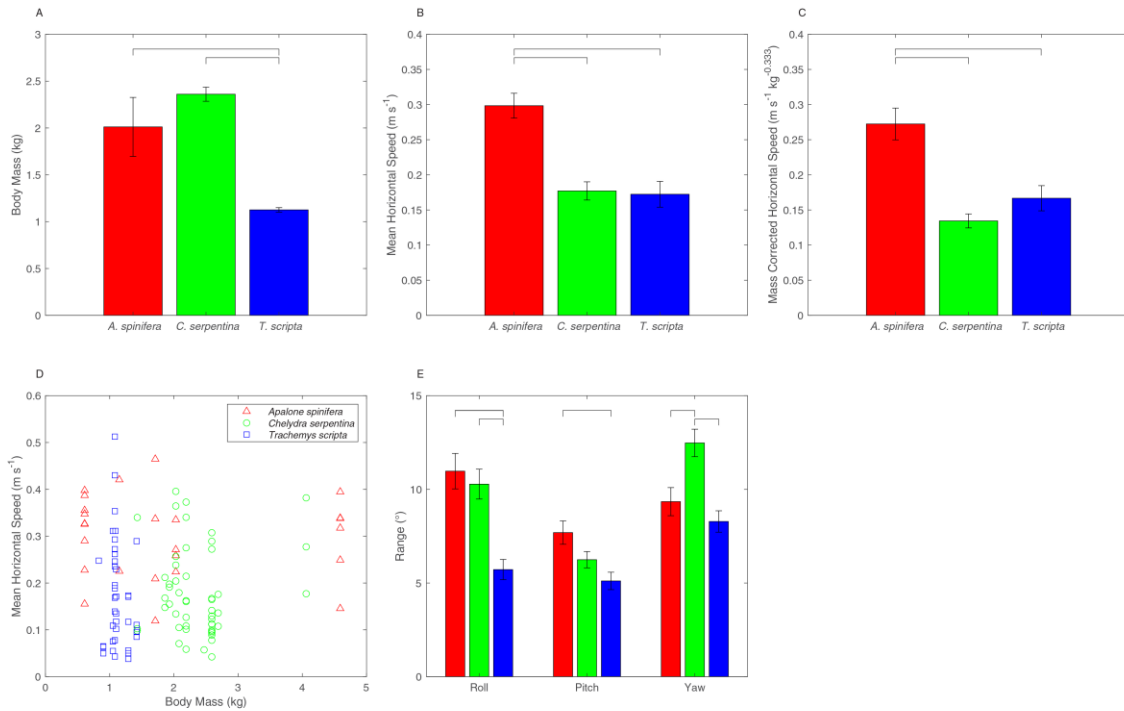 A
Body Mass (kg)
3
2.5
2
1.5
1
0.5
0
A. spinifera C. serpentina T. scripta
B
Mean Horizontal Speed (m s⁻¹)
0.4
0.35
0.3
0.25
0.2
0.15
0.1
0.05
0
A. spinifera C. serpentina T. scripta
C
Mass Corrected Horizontal Speed (m s⁻¹ kg⁻⁰·³³³)
0.4
0.35
0.3
0.25
0.2
0.15
0.1
0.05
0
A. spinifera C. serpentina T. scripta
D
Mean Horizontal Speed (m s⁻¹)
0.6
0.5
0.4
0.3
0.2
0.1
0
Apalone spinifera
Chelydra serpentina
Trachemys scripta
0 1 2 3 4 5
Body Mass (kg)
E
Range (°)
15
10
5
0
Roll Pitch Yaw